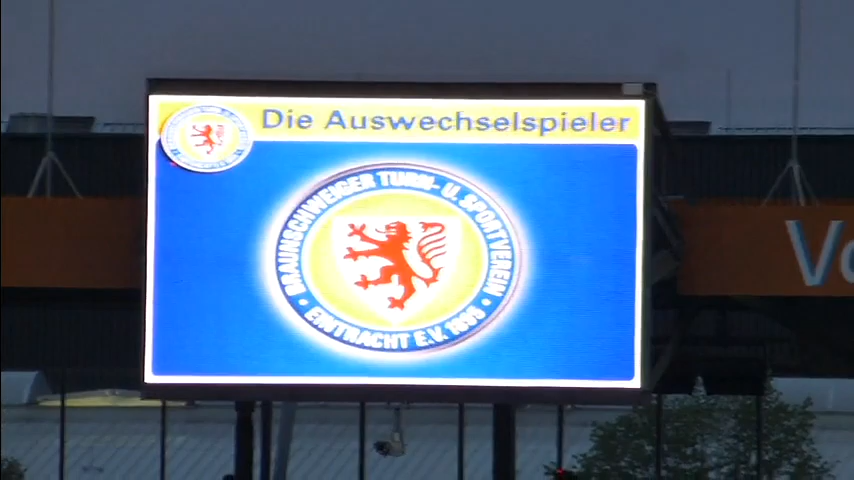 Die Auswechselspieler
BRAUNSCHWEIGER TURN- U. SPORTVEREIN
EINTRACHT E.V. 1895